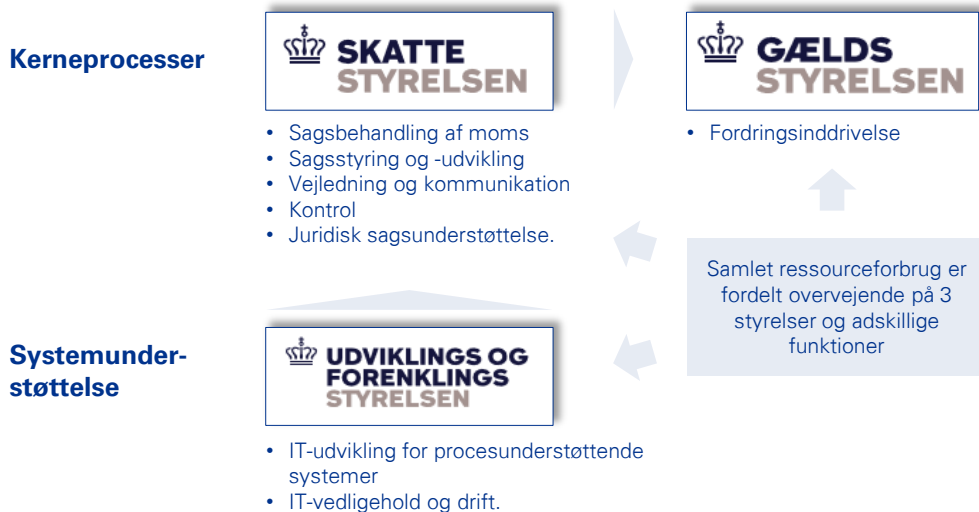 Kerneprocesser
SKATTE
STYRELSEN
• Sagsbehandling af moms
• Sagsstyring og -udvikling
• Vejledning og kommunikation
• Kontrol
• Juridisk sagsunderstøttelse.
GÆLDS
STYRELSEN
• Fordringsinddrivelse
Samlet ressourceforbrug er
fordelt overvejende på 3
styrelser og adskillige
funktioner
Systemunder-
støttelse
UDVIKLINGS OG
FORENKLINGS
STYRELSEN
• IT-udvikling for procesunderstøttende
systemer
• IT-vedligehold og drift.